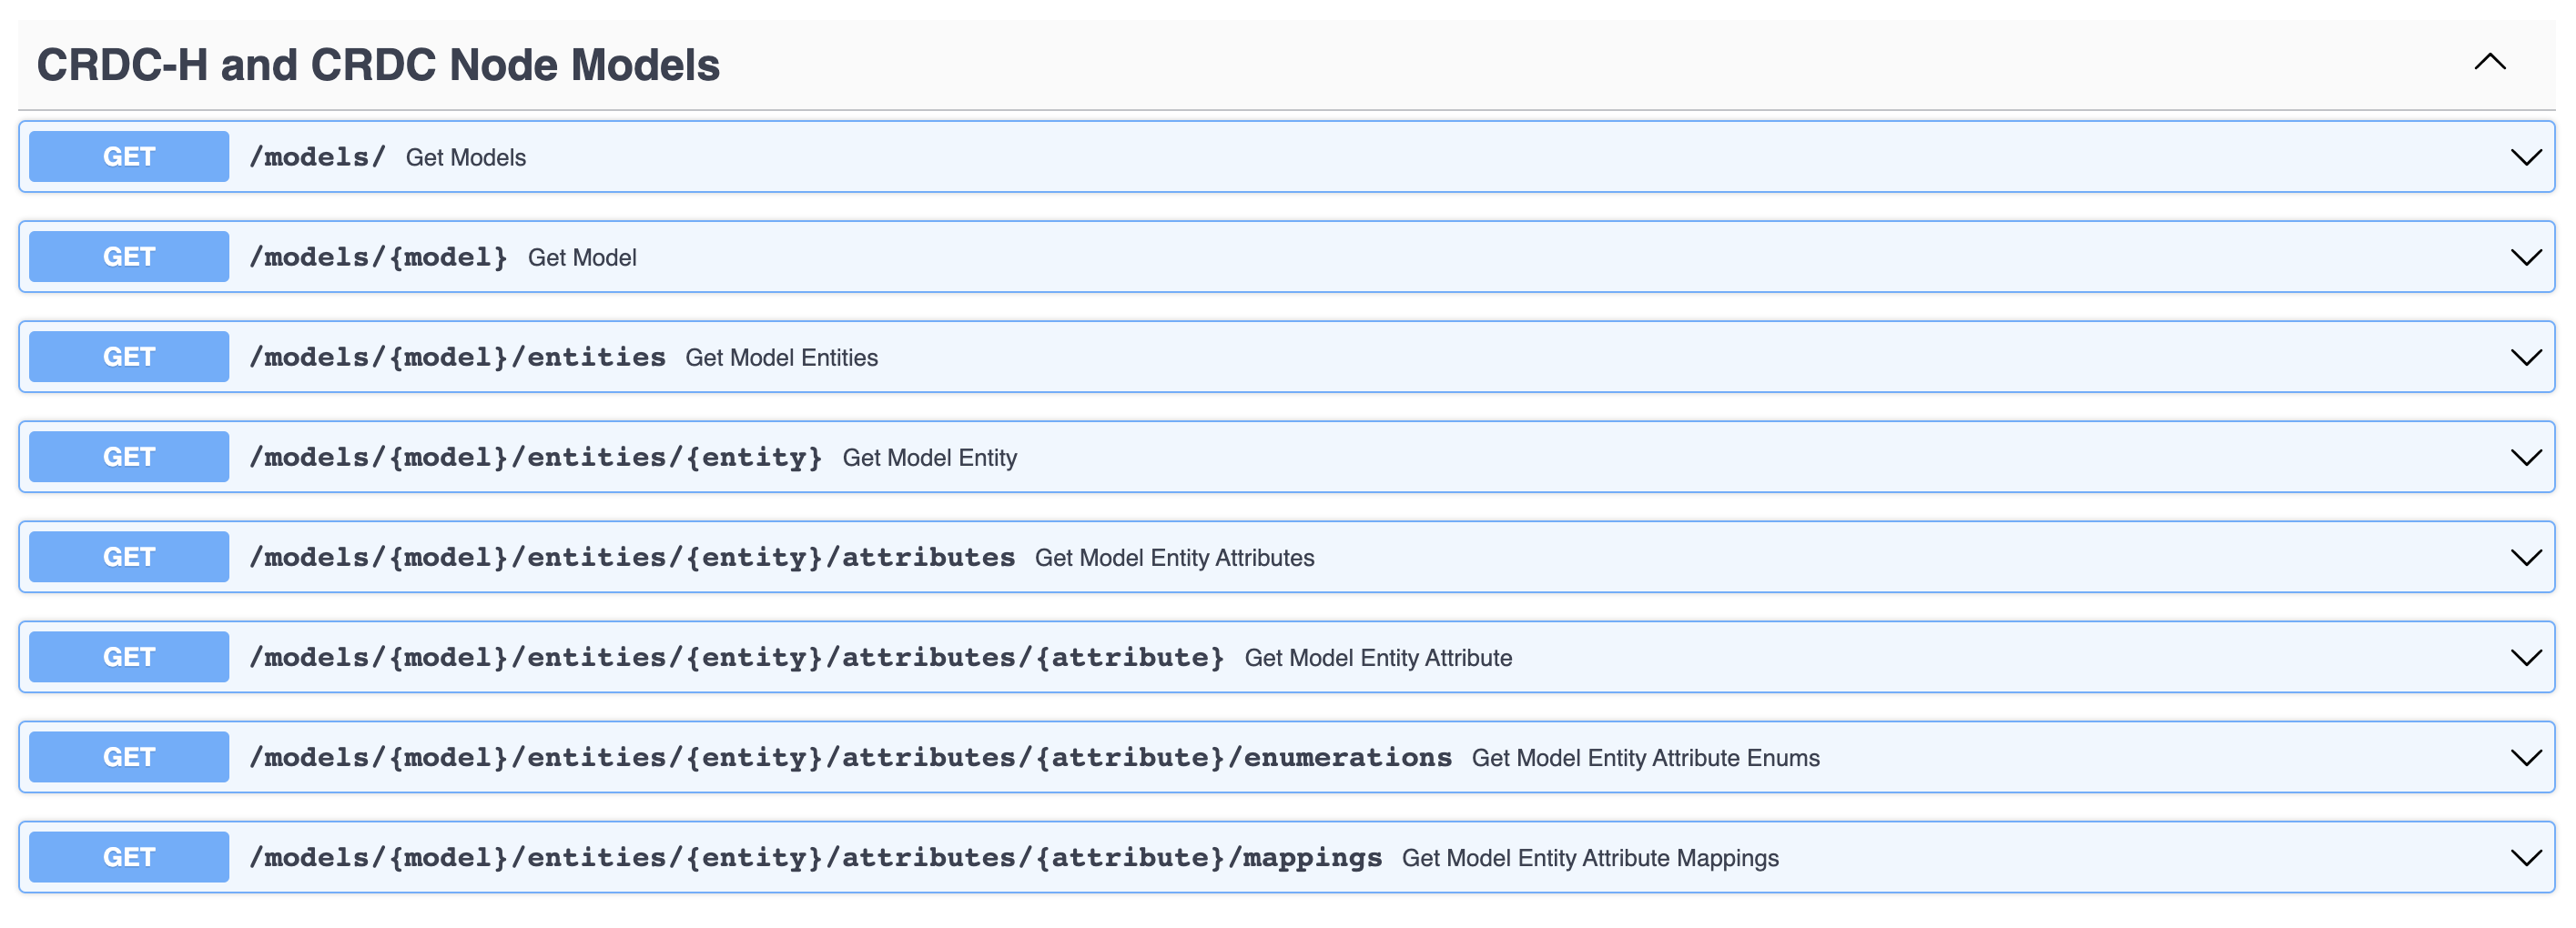 CRDC-H and CRDC Node Models
GET /models/ Get Models
GET /models/{model} Get Model
GET /models/{model}/entities Get Model Entities
GET /models/{model}/entities/{entity} Get Model Entity
GET /models/{model}/entities/{entity}/attributes Get Model Entity Attributes
GET /models/{model}/entities/{entity}/attributes/{attribute} Get Model Entity Attribute
GET /models/{model}/entities/{entity}/attributes/{attribute}/enumerations Get Model Entity Attribute Enums
GET /models/{model}/entities/{entity}/attributes/{attribute}/mappings Get Model Entity Attribute Mappings